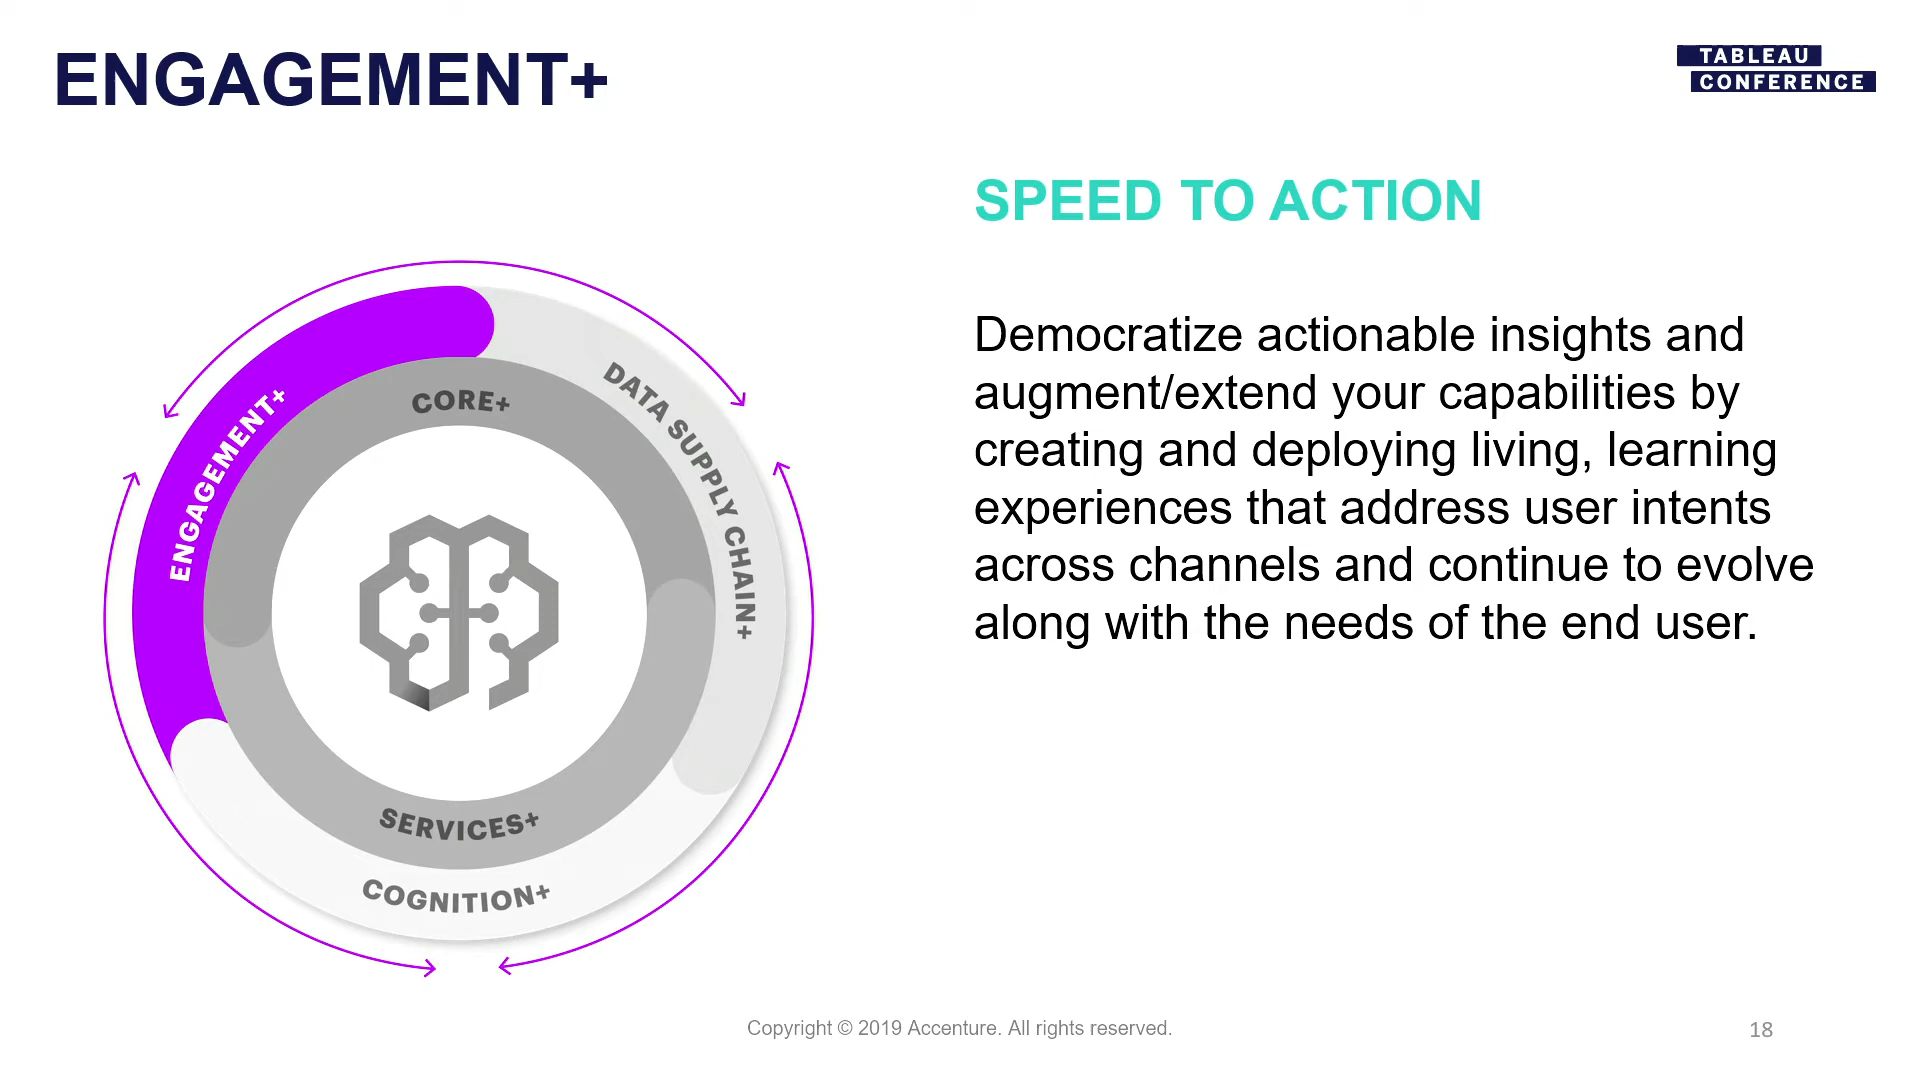 ENGAGEMENT+
TABLEAU
CONFERENCE
SPEED TO ACTION
Democratize actionable insights and
augment/extend your capabilities by
creating and deploying living, learning
experiences that address user intents
across channels and continue to evolve
along with the needs of the end user.
ENGAGEMENT+
CORE+
DATA SUPPLY CHAIN+
SERVICES+
COGNITION+
Copyright © 2019 Accenture. All rights reserved.
18